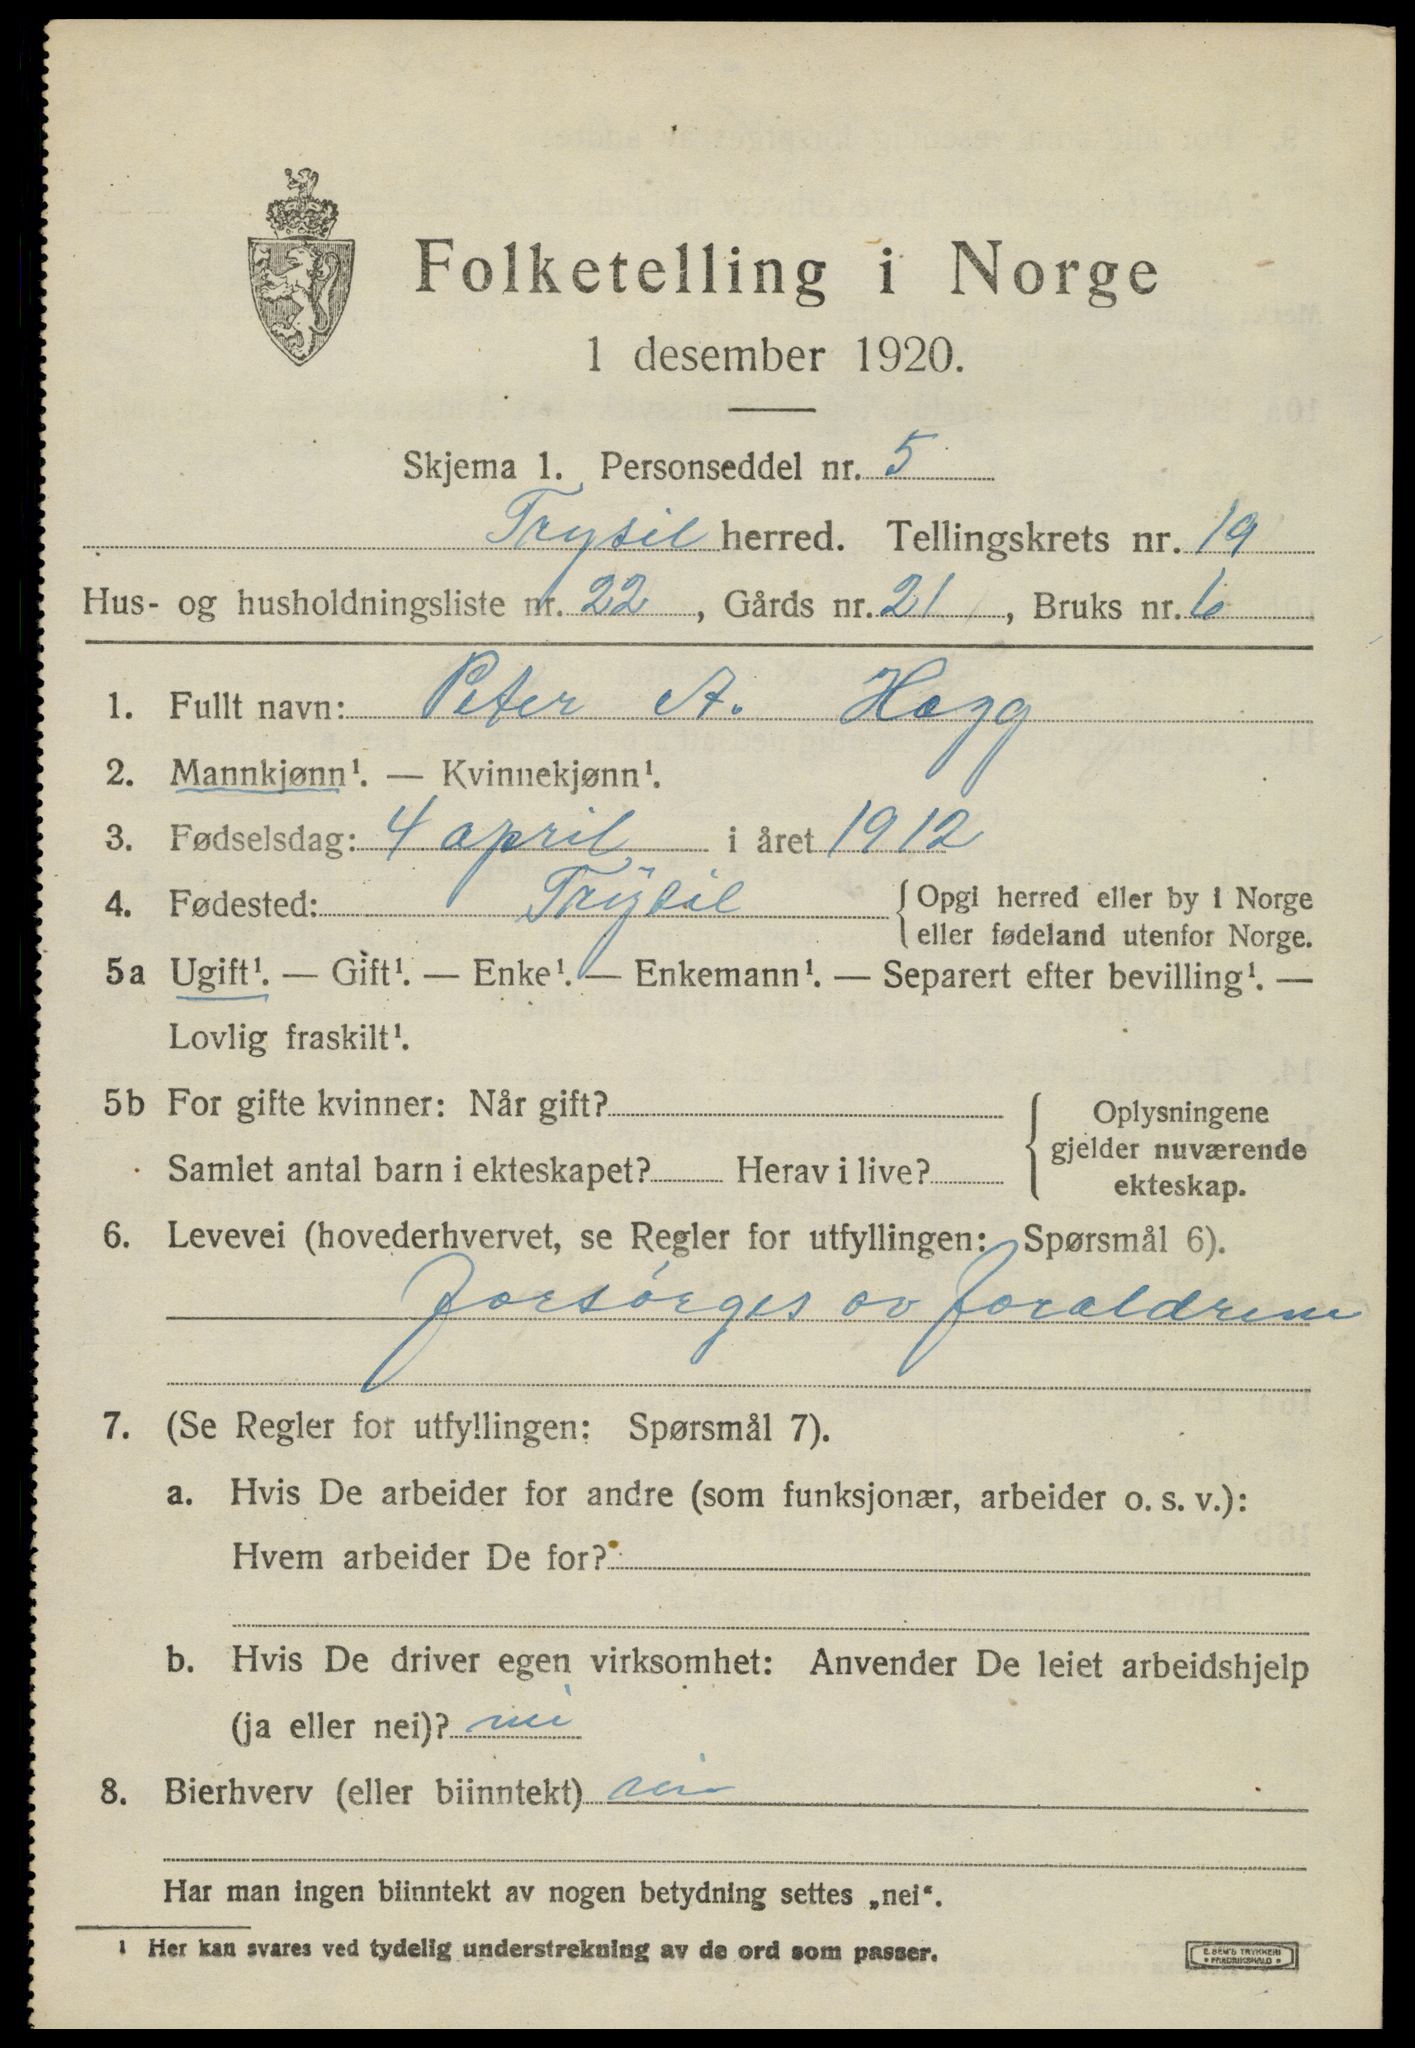 Folketelling i Norge
1 desember 1920.
Skjema 1. Personseddel nr. 5
Trysil herred. Tellingskrets nr. 19
Hus- og husholdningsliste nr. 22, Gårds nr. 21, Bruks nr. 6
1. Fullt navn: Peter A. Hægg
2. Mannkjønn¹. — Kvinnekjønn¹.
3. Fødselsdag: 4 april i året 1912
4. Fødested: Trysil { Opgi herred eller by i Norge
eller fødeland utenfor Norge.
5a Ugift¹. — Gift¹. — Enke¹. — Enkemann¹. — Separert efter bevilling¹. —
Lovlig fraskilt¹.
5b For gifte kvinner: Når gift?
Samlet antal barn i ekteskapet? Herav i live?
{ Oplysningene
gjelder nuværende
ekteskap.
6. Levevei (hovederhvervet, se Regler for utfyllingen: Spørsmål 6).
Forsörges av foraldrene
7. (Se Regler for utfyllingen: Spørsmål 7).
a. Hvis De arbeider for andre (som funksjonær, arbeider o. s. v.):
Hvem arbeider De for?
b. Hvis De driver egen virksomhet: Anvender De leiet arbeidshjelp
(ja eller nei)? nei
8. Bierhverv (eller biinntekt) nei
Har man ingen biinntekt av nogen betydning settes „nei“.
1 Her kan svares ved tydelig understrekning av de ord som passer.
E. SEM'S TRYKKERI
• FREDRIKSHALD •